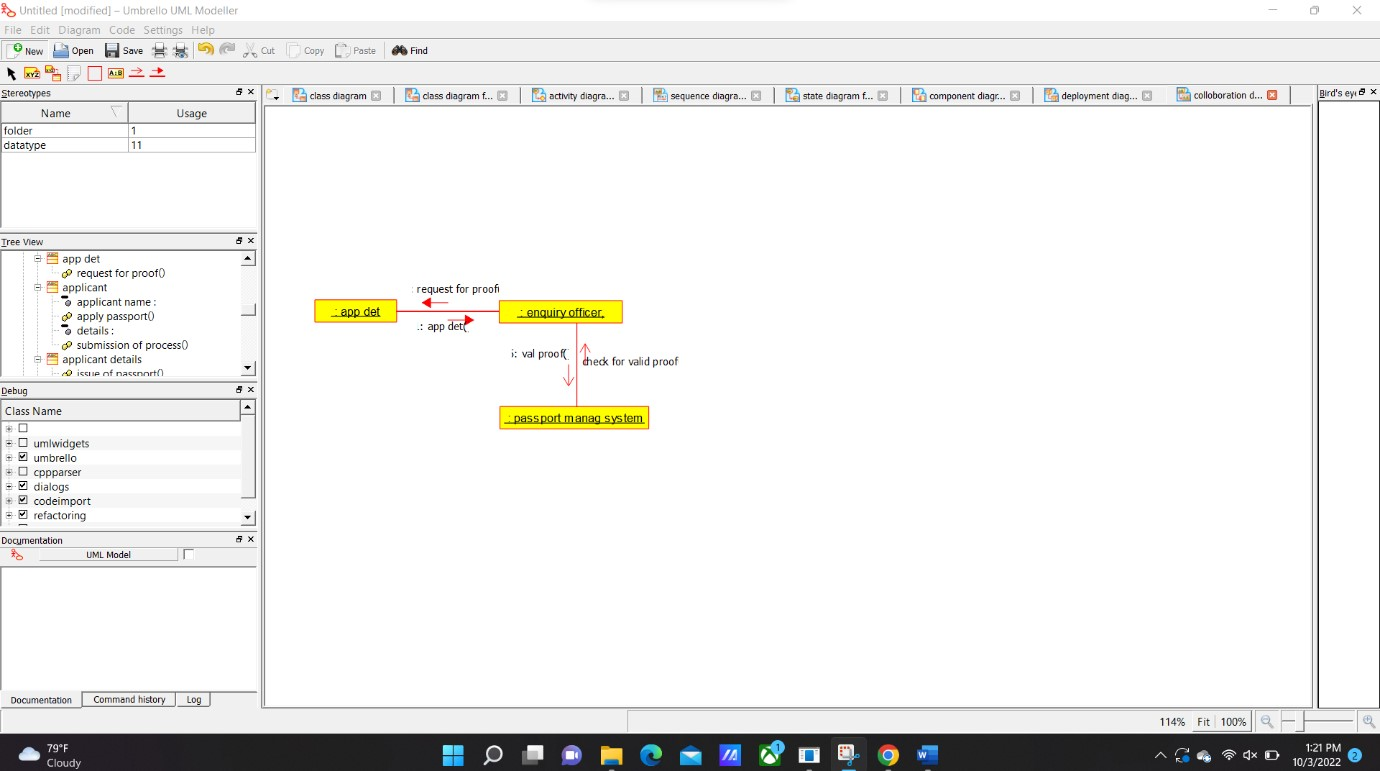 Untitled [modified] – Umbrello UML Modeller
File Edit Diagram Code Settings Help
New Open Save Cut Copy Paste Find
XYZ A:B
Stereotypes
Name Usage
folder 1
datatype 11
Tree View
app det
request for proof()
applicant
applicant name :
apply passport()
details :
submission of process()
applicant details
issue of passport()
Debug
Class Name
umlwidgets
umbrello
cppparser
dialogs
codeimport
refactoring
Documentation
UML Model
Documentation Command history Log
class diagram class diagram f... activity diagra... sequence diagra... state diagram f... component diagr... deployment diag... colloboration d...
Bird's eye
: request for proof(
: app det : enquiry officer
.: app det(
i: val proof(
check for valid proof
: passport manag system
114% Fit 100%
79°F
Cloudy
1
W
1:21 PM
10/3/2022
2